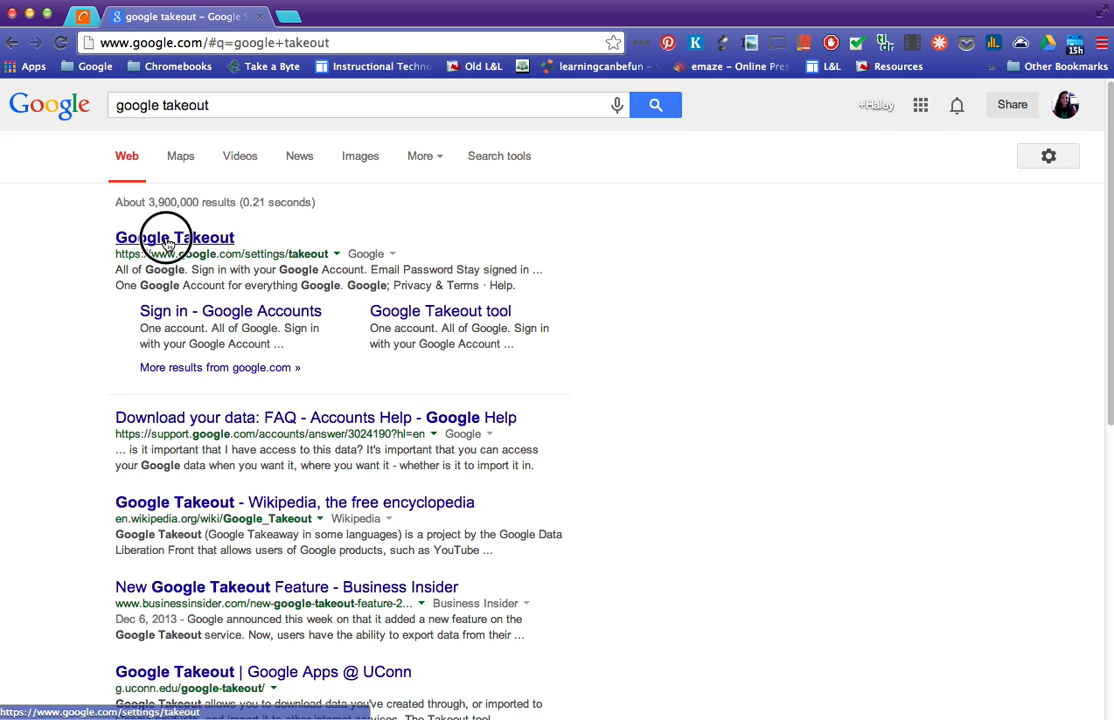 google takeout – Google S
www.google.com/#q=google+takeout
15h
Apps Google Chromebooks Take a Byte Instructional Techno Old L&L learningcanbefun – emaze – Online Pres L&L Resources » Other Bookmarks
Google google takeout +Haley Share
Web Maps Videos News Images More Search tools
About 3,900,000 results (0.21 seconds)
Google Takeout
https://www.google.com/settings/takeout Google
All of Google. Sign in with your Google Account. Email Password Stay signed in ...
One Google Account for everything Google. Google; Privacy & Terms · Help.
Sign in - Google Accounts
One account. All of Google. Sign in
with your Google Account ...
Google Takeout tool
One account. All of Google. Sign in
with your Google Account ...
More results from google.com »
Download your data: FAQ - Accounts Help - Google Help
https://support.google.com/accounts/answer/3024190?hl=en Google
... is it important that I have access to this data? It's important that you can access
your Google data when you want it, where you want it - whether is it to import it in.
Google Takeout - Wikipedia, the free encyclopedia
en.wikipedia.org/wiki/Google_Takeout Wikipedia
Google Takeout (Google Takeaway in some languages) is a project by the Google Data
Liberation Front that allows users of Google products, such as YouTube ...
New Google Takeout Feature - Business Insider
www.businessinsider.com/new-google-takeout-feature-2... Business Insider
Dec 6, 2013 - Google announced this week on that it added a new feature on the
Google Takeout service. Now, users have the ability to export data from their ...
Google Takeout | Google Apps @ UConn
g.uconn.edu/google-takeout/
Google Takeout allows you to download data you've created through, or imported to
https://www.google.com/settings/takeout
services. The Takeout tool